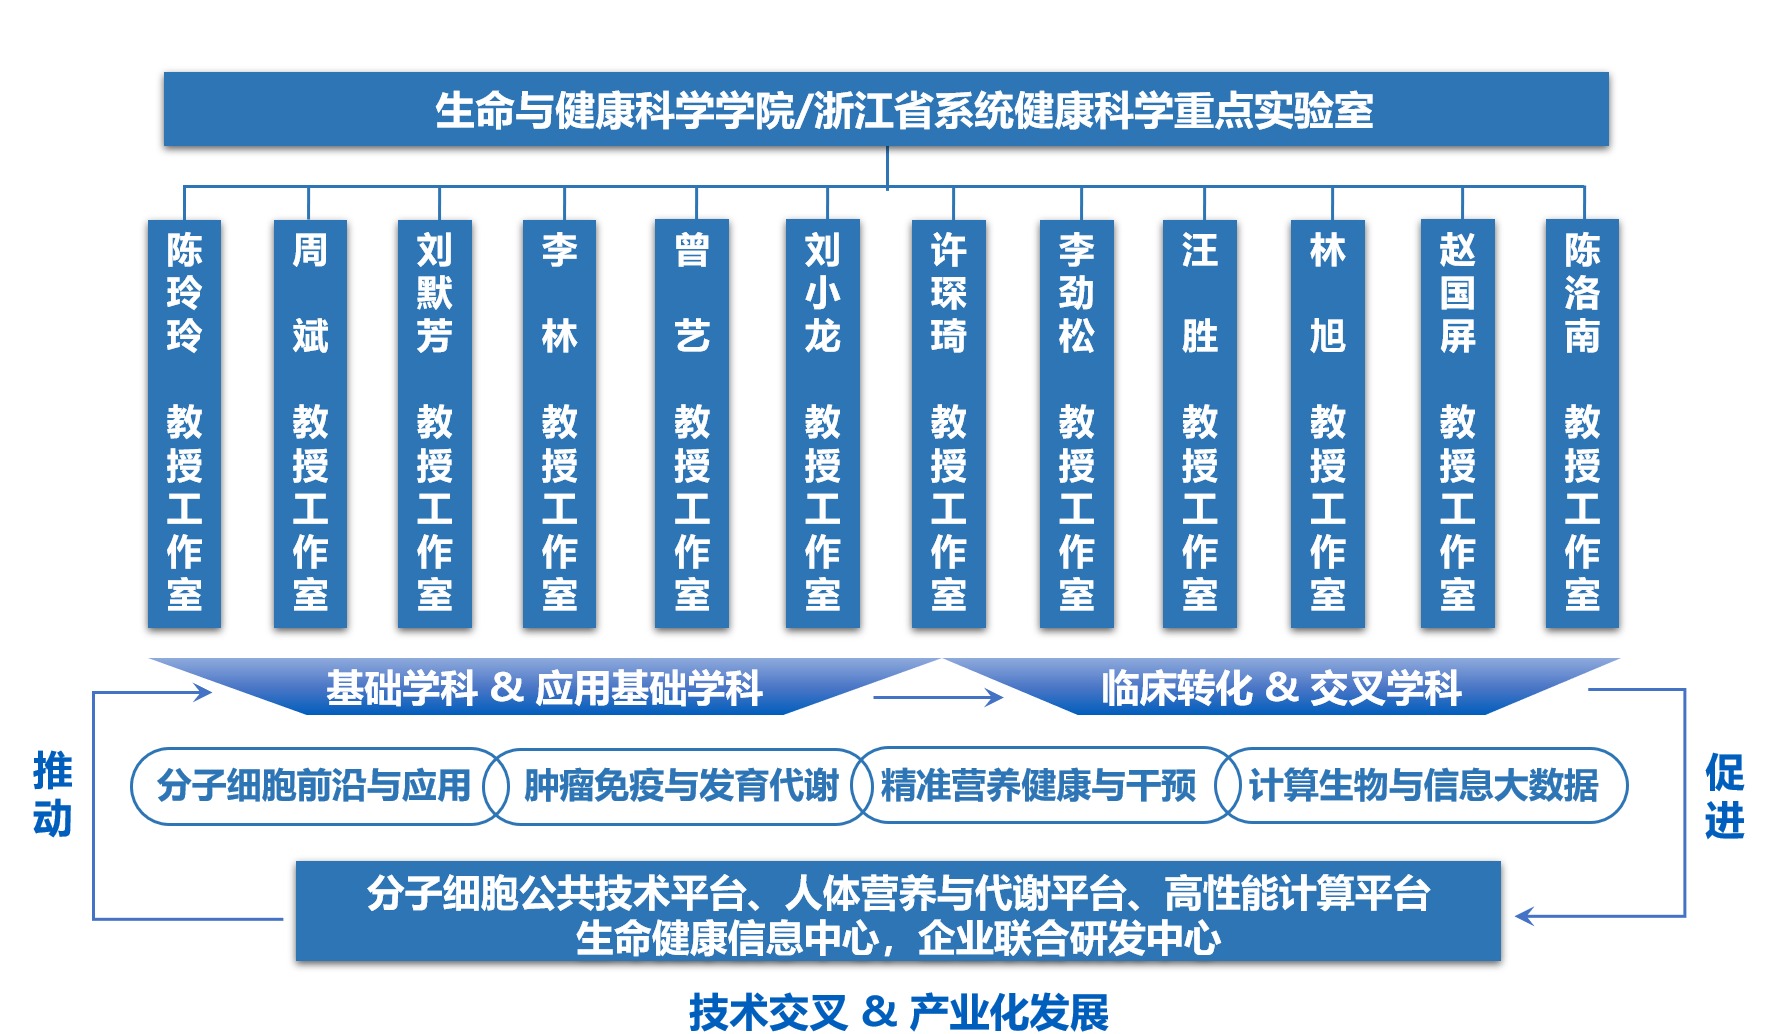 生命与健康科学学院/浙江省系统健康科学重点实验室
陈玲玲 教授工作室
周 斌 教授工作室
刘默芳 教授工作室
李 林 教授工作室
曾 艺 教授工作室
刘小龙 教授工作室
许琛琦 教授工作室
李劲松 教授工作室
汪 胜 教授工作室
林 旭 教授工作室
赵国屏 教授工作室
陈洛南 教授工作室
基础学科 & 应用基础学科
临床转化 & 交叉学科
推动
分子细胞前沿与应用
肿瘤免疫与发育代谢
精准营养健康与干预
计算生物与信息大数据
促进
分子细胞公共技术平台、人体营养与代谢平台、高性能计算平台
生命健康信息中心，企业联合研发中心
技术交叉 & 产业化发展